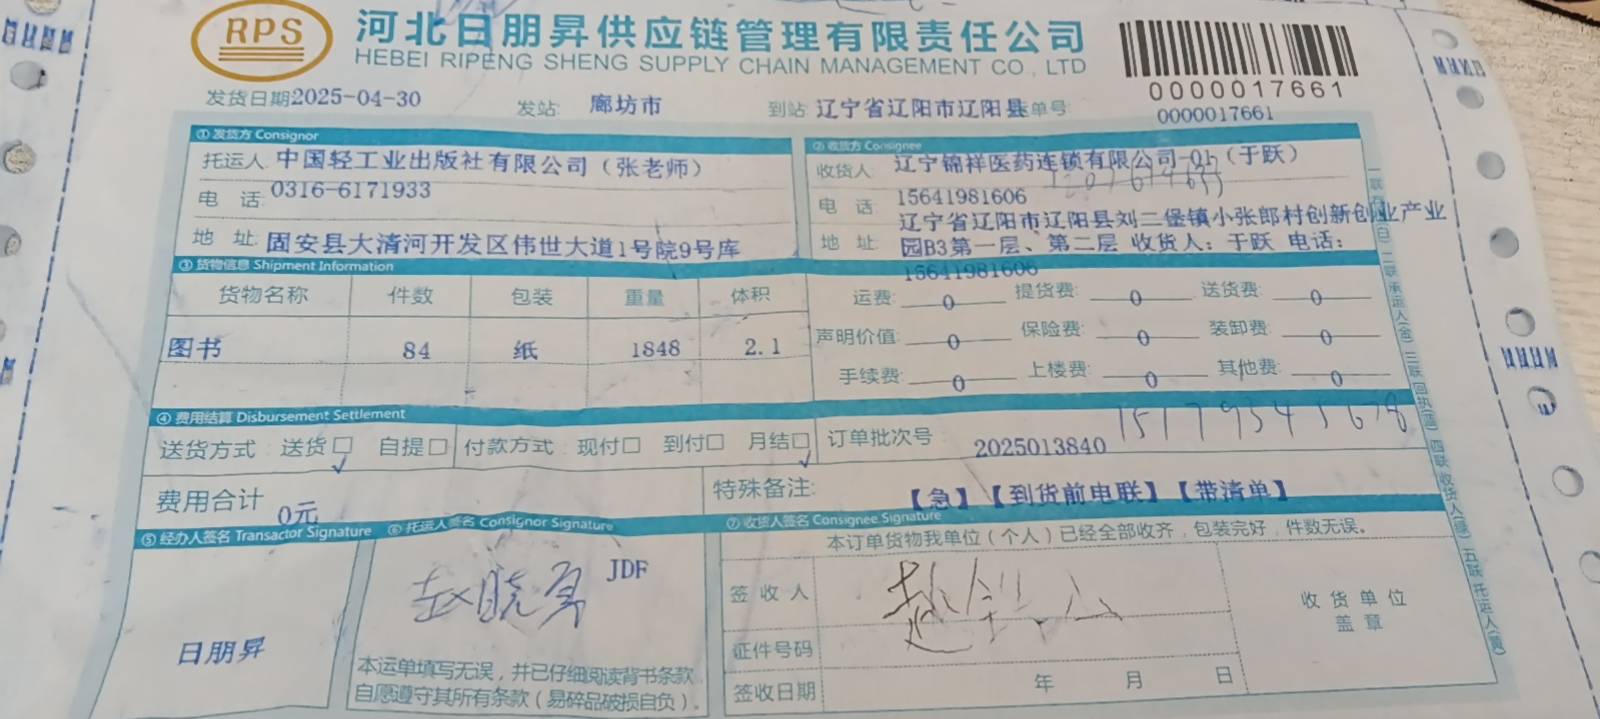 RPS
河北日朋昇供应链管理有限责任公司
HEBEI RIPENG SHENG SUPPLY CHAIN MANAGEMENT CO., LTD
0000017661
发货日期 2025-04-30 发站: 廊坊市 到站: 辽宁省辽阳市辽阳县 单号: 0000017661
① 发货方 Consignor
托运人: 中国轻工业出版社有限公司（张老师）
电 话: 0316-6171933
地 址: 固安县大清河开发区伟世大道1号院9号库
② 收货方 Consignee
收货人: 辽宁锦祥医药连锁有限公司-01（于跃）
电 话: 15641981606
地 址: 辽宁省辽阳市辽阳县刘二堡镇小张郎村创新创业产业
园B3第一层、第二层 收货人：于跃 电话：
15641981606
③ 货物信息 Shipment Information
货物名称 件数 包装 重量 体积
图书 84 纸 1848 2.1
运费: 0 提货费: 0 送货费: 0
声明价值: 0 保险费: 0 装卸费: 0
手续费: 0 上楼费: 0 其他费: 0
④ 费用结算 Disbursement Settlement
送货方式: 送货☐ √ 自提☐ 付款方式: 现付☐ 到付☐ 月结☐ √ 订单批次号: 2025013840
15179345678
费用合计 0元 特殊备注: 【急】【到货前电联】【带清单】
⑤ 经办人签名 Transactor Signature
日朋昇
⑥ 托运人签名 Consignor Signature
赵晓勇 JDF
本运单填写无误，并已仔细阅读背书条款，
自愿遵守其所有条款（易碎品破损自负）。
⑦ 收货人签名 Consignee Signature
本订单货物我单位（个人）已经全部收齐，包装完好，件数无误。
签收人
证件号码
签收日期 年 月 日
收货单位
盖章